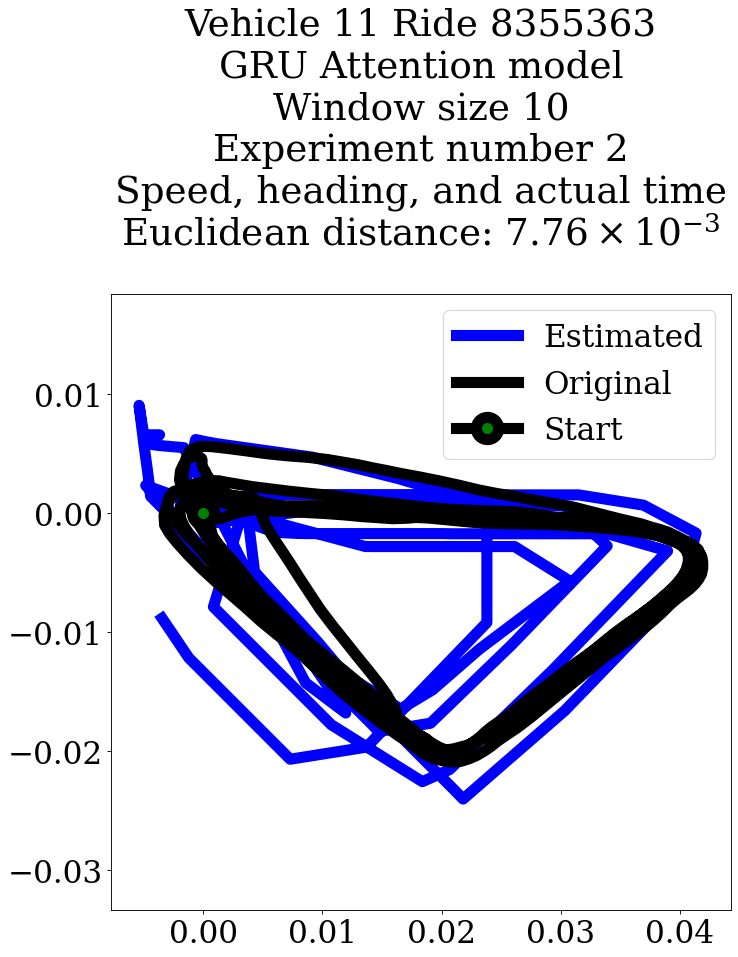 Vehicle 11 Ride 8355363
GRU Attention model
Window size 10
Experiment number 2
Speed, heading, and actual time
Euclidean distance: 7.76 × 10⁻³
Estimated
Original
Start
0.01
0.00
−0.01
−0.02
−0.03
0.00 0.01 0.02 0.03 0.04